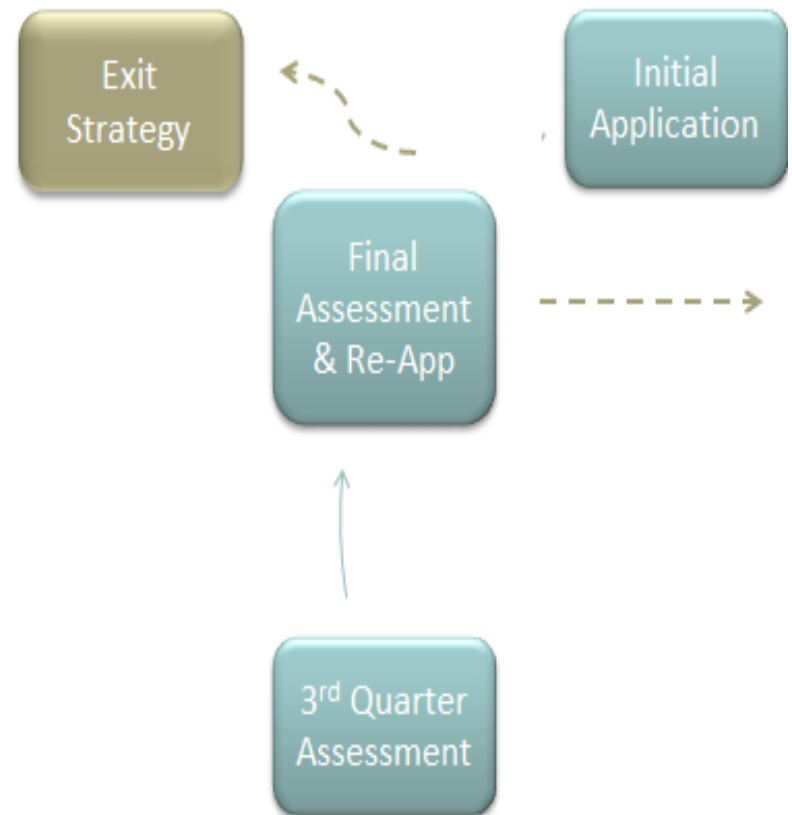 Exit
Strategy
Initial
Application
Final
Assessment
& Re-App
3rd Quarter
Assessment